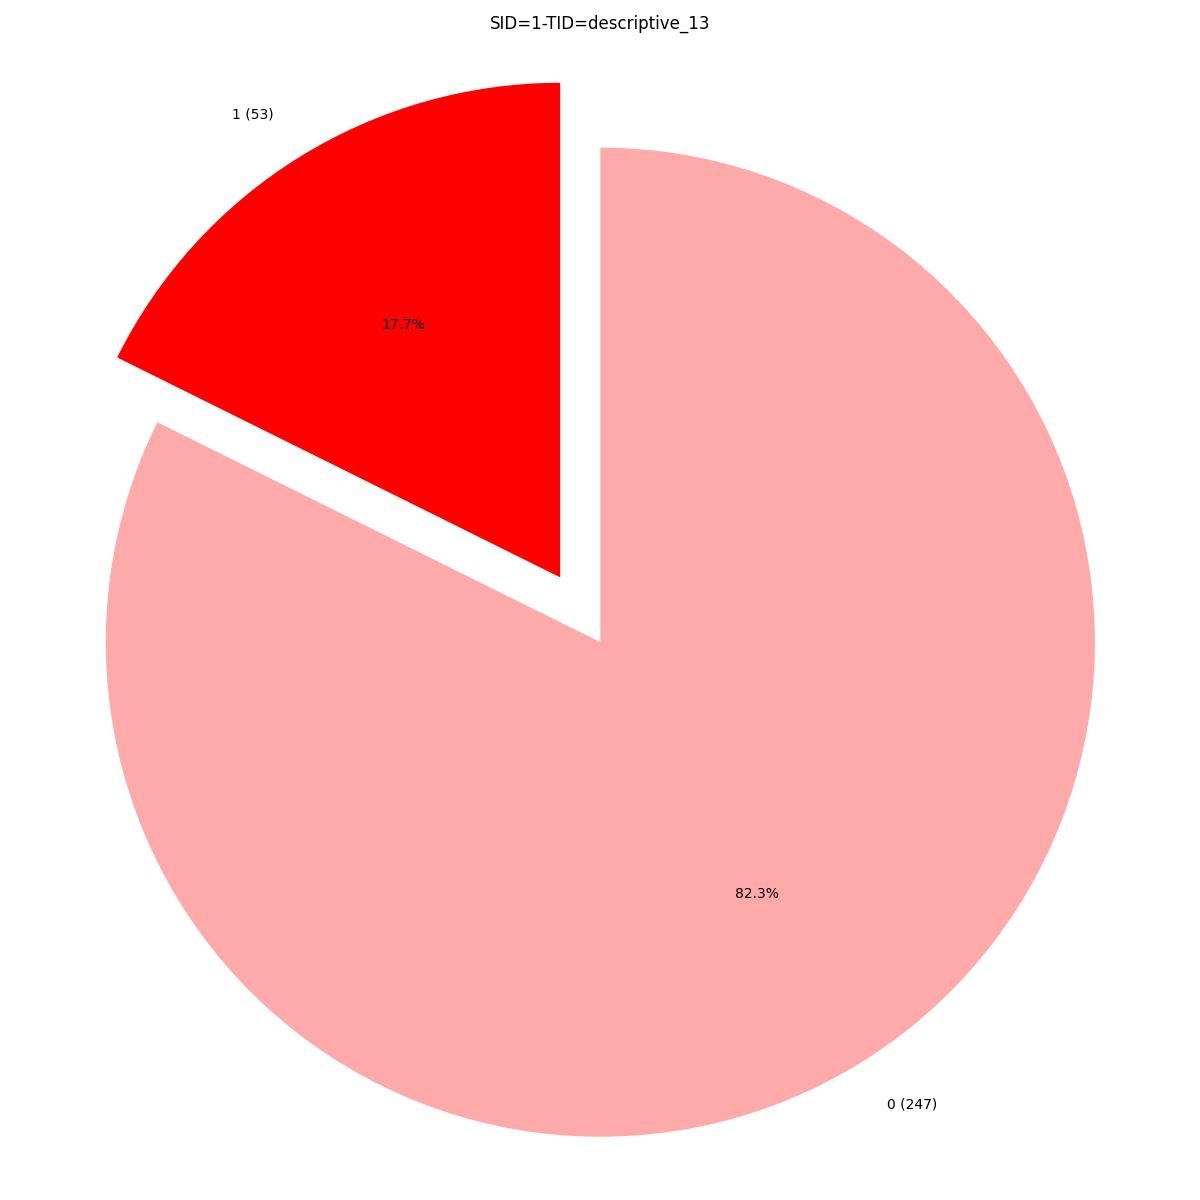 SID=1-TID=descriptive_13
1 (53)
17.7%
82.3%
0 (247)